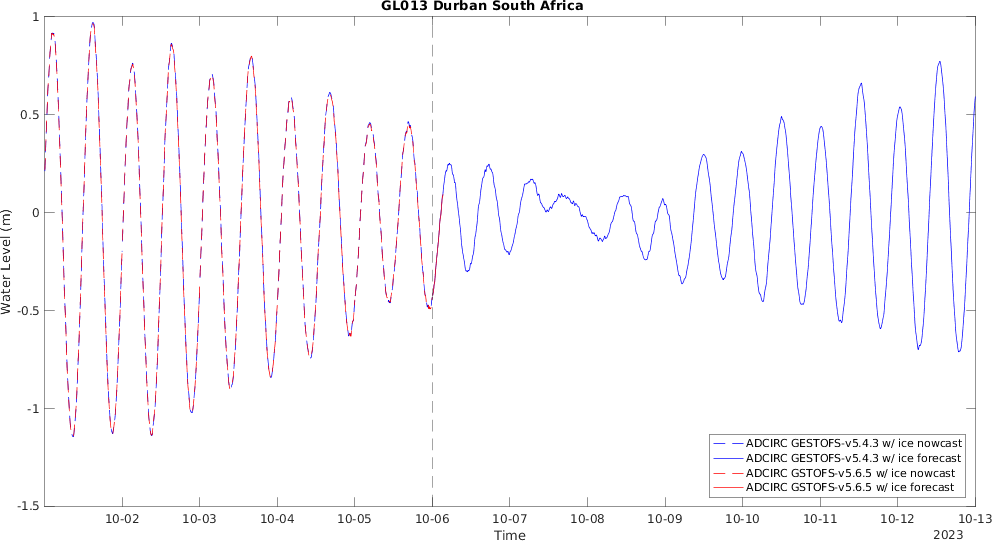 GL013 Durban South Africa
1
0.5
0
-0.5
-1
-1.5
Water Level (m)
10-02
10-03
10-04
10-05
10-06
10-07
10-08
10-09
10-10
10-11
10-12
10-13
Time
2023
ADCIRC GESTOFS-v5.4.3 w/ ice nowcast
ADCIRC GESTOFS-v5.4.3 w/ ice forecast
ADCIRC GSTOFS-v5.6.5 w/ ice nowcast
ADCIRC GSTOFS-v5.6.5 w/ ice forecast